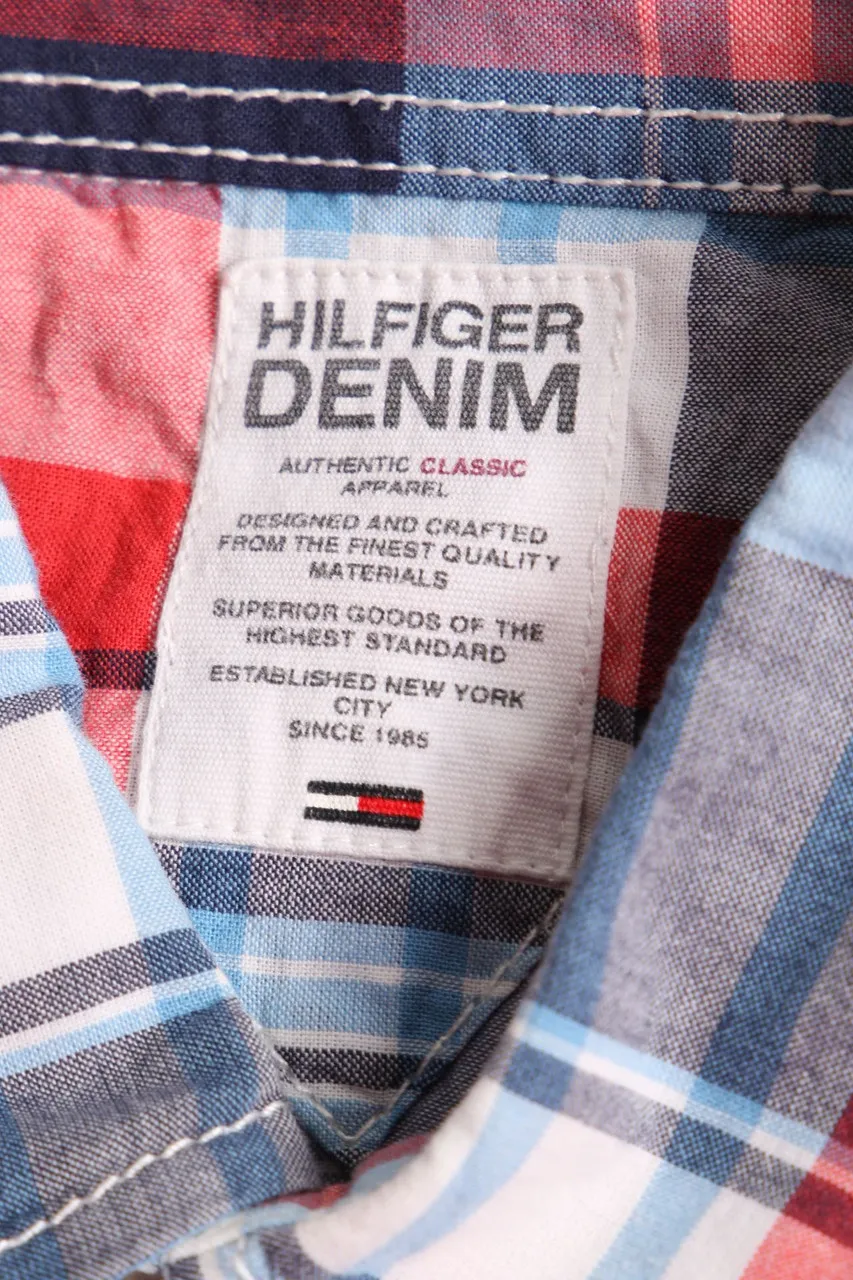 HILFIGER
DENIM
AUTHENTIC CLASSIC
APPAREL
DESIGNED AND CRAFTED
FROM THE FINEST QUALITY
MATERIALS
SUPERIOR GOODS OF THE
HIGHEST STANDARD
ESTABLISHED NEW YORK
CITY
SINCE 1985